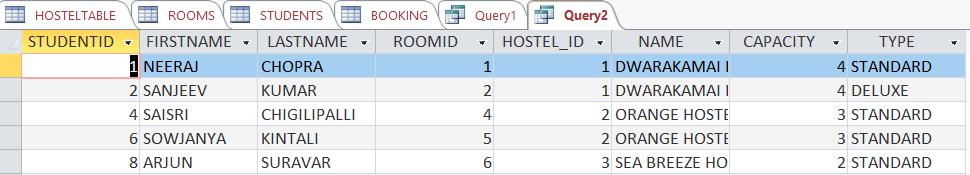 HOSTELTABLE ROOMS STUDENTS BOOKING Query1 Query2
STUDENTID FIRSTNAME LASTNAME ROOMID HOSTEL_ID NAME CAPACITY TYPE
1 NEERAJ CHOPRA 1 1 DWARAKAMAI 4 STANDARD
2 SANJEEV KUMAR 2 1 DWARAKAMAI 4 DELUXE
4 SAISRI CHIGILIPALLI 4 2 ORANGE HOSTE 3 STANDARD
6 SOWJANYA KINTALI 5 2 ORANGE HOSTE 3 STANDARD
8 ARJUN SURAVAR 6 3 SEA BREEZE HO 2 STANDARD